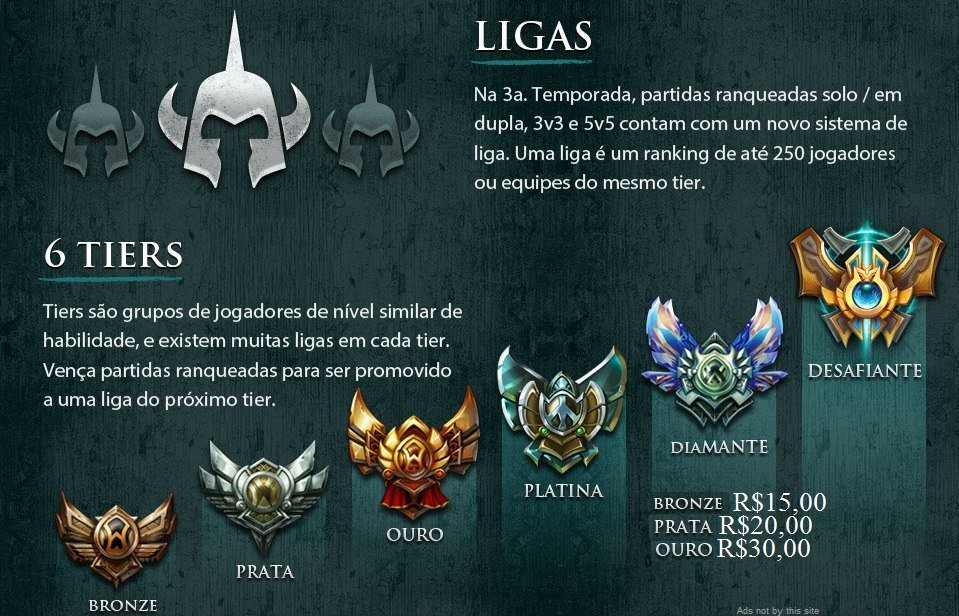 LIGAS
Na 3a. Temporada, partidas ranqueadas solo / em
dupla, 3v3 e 5v5 contam com um novo sistema de
liga. Uma liga é um ranking de até 250 jogadores
ou equipes do mesmo tier.
6 TIERS
Tiers são grupos de jogadores de nível similar de
habilidade, e existem muitas ligas em cada tier.
Vença partidas ranqueadas para ser promovido
a uma liga do próximo tier.
DESAFIANTE
DIAMANTE
PLATINA
OURO
PRATA
BRONZE
BRONZE R$15,00
PRATA R$20,00
OURO R$30,00
Ads not by this site